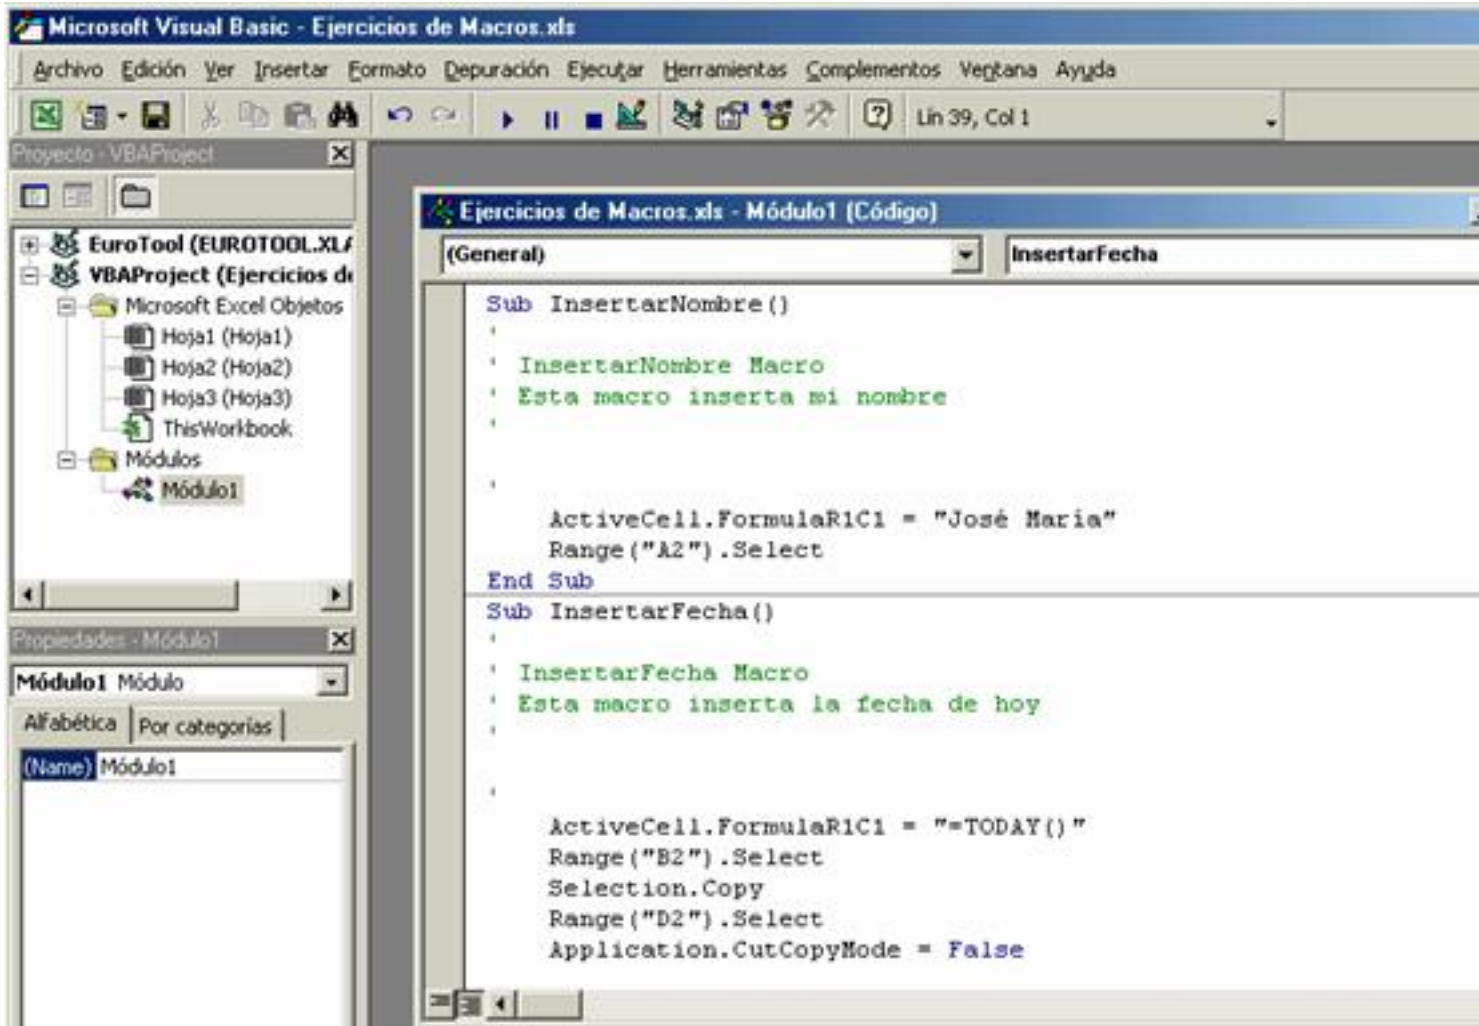 Microsoft Visual Basic - Ejercicios de Macros.xls
Archivo Edición Ver Insertar Formato Depuración Ejecutar Herramientas Complementos Ventana Ayuda
Lín 39, Col 1
Proyecto - VBAProject
EuroTool (EUROTOOL.XLA
VBAProject (Ejercicios de
Microsoft Excel Objetos
Hoja1 (Hoja1)
Hoja2 (Hoja2)
Hoja3 (Hoja3)
ThisWorkbook
Módulos
Módulo1
Propiedades - Módulo1
Módulo1 Módulo
Alfabética Por categorías
(Name) Módulo1
Ejercicios de Macros.xls - Módulo1 (Código)
(General) InsertarFecha
Sub InsertarNombre()
'
' InsertarNombre Macro
' Esta macro inserta mi nombre
'
'
ActiveCell.FormulaR1C1 = "José María"
Range("A2").Select
End Sub
Sub InsertarFecha()
'
' InsertarFecha Macro
' Esta macro inserta la fecha de hoy
'
'
ActiveCell.FormulaR1C1 = "=TODAY()"
Range("B2").Select
Selection.Copy
Range("D2").Select
Application.CutCopyMode = False